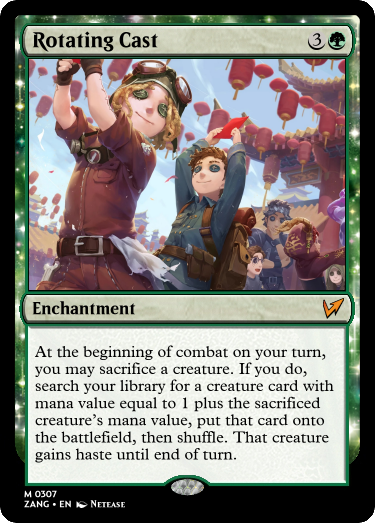 Rotating Cast 3
Enchantment
At the beginning of combat on your turn,
you may sacrifice a creature. If you do,
search your library for a creature card with
mana value equal to 1 plus the sacrificed
creature's mana value, put that card onto
the battlefield, then shuffle. That creature
gains haste until end of turn.
M 0307
ZANG • EN NETEASE